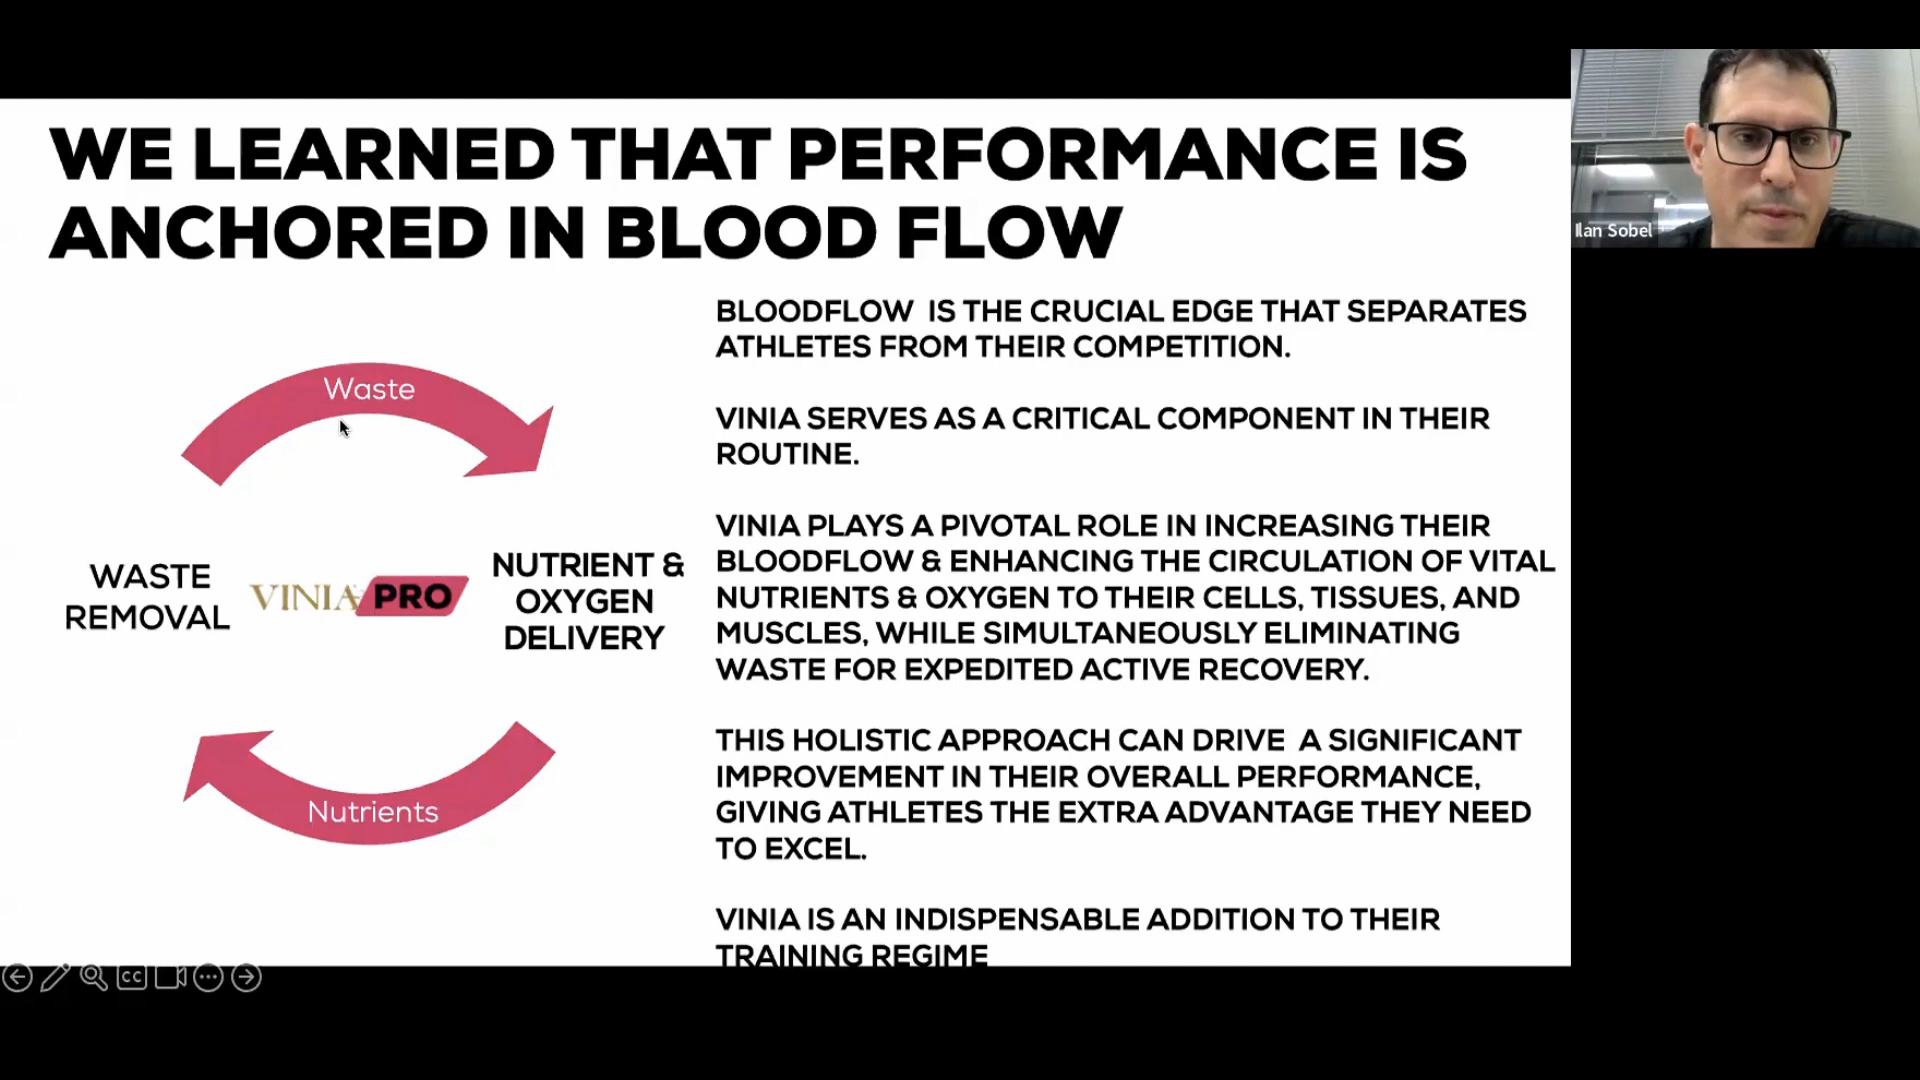 WE LEARNED THAT PERFORMANCE IS
ANCHORED IN BLOOD FLOW
Waste
WASTE
REMOVAL
VINIA PRO
NUTRIENT &
OXYGEN
DELIVERY
Nutrients
BLOODFLOW IS THE CRUCIAL EDGE THAT SEPARATES
ATHLETES FROM THEIR COMPETITION.
VINIA SERVES AS A CRITICAL COMPONENT IN THEIR
ROUTINE.
VINIA PLAYS A PIVOTAL ROLE IN INCREASING THEIR
BLOODFLOW & ENHANCING THE CIRCULATION OF VITAL
NUTRIENTS & OXYGEN TO THEIR CELLS, TISSUES, AND
MUSCLES, WHILE SIMULTANEOUSLY ELIMINATING
WASTE FOR EXPEDITED ACTIVE RECOVERY.
THIS HOLISTIC APPROACH CAN DRIVE A SIGNIFICANT
IMPROVEMENT IN THEIR OVERALL PERFORMANCE,
GIVING ATHLETES THE EXTRA ADVANTAGE THEY NEED
TO EXCEL.
VINIA IS AN INDISPENSABLE ADDITION TO THEIR
TRAINING REGIME
Ilan Sobel
CC